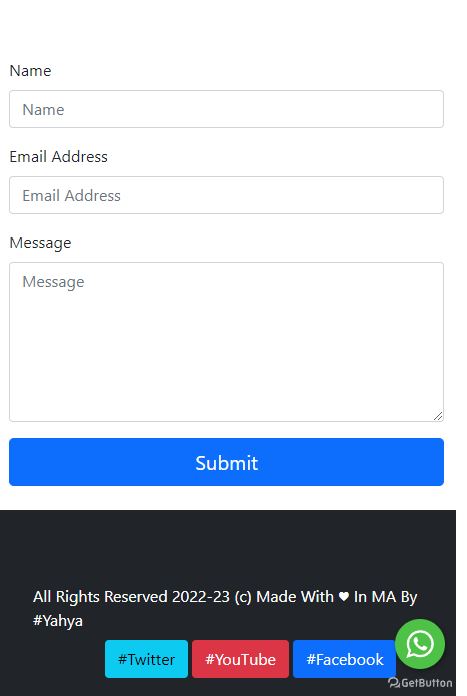 Name
Name
Email Address
Email Address
Message
Message
Submit
All Rights Reserved 2022-23 (c) Made With ♥ In MA By
#Yahya
#Twitter #YouTube #Facebook
GetButton